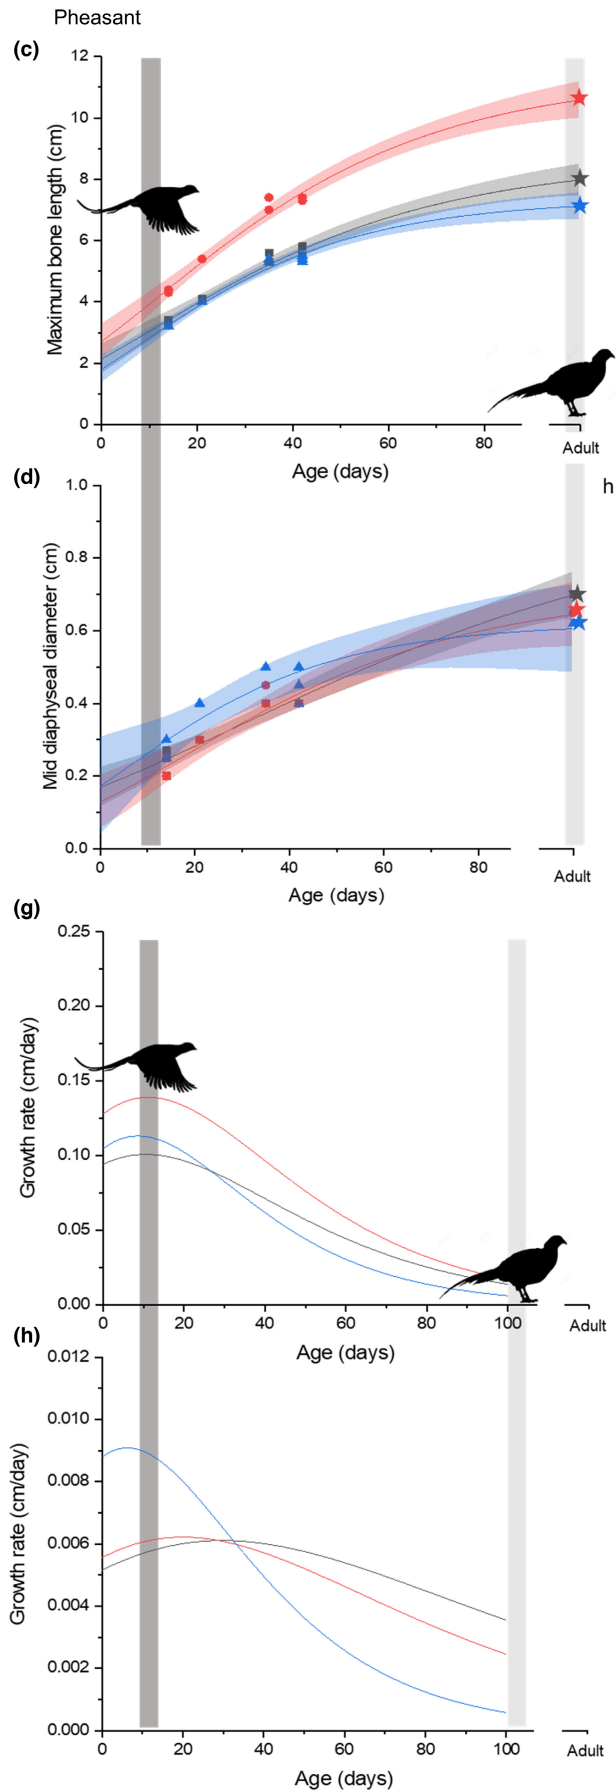 Pheasant
(c)
12
10
8
6
4
2
0
Maximum bone length (cm)
0 20 40 60 80 Adult
Age (days)
(d)
h
1.0
0.8
0.6
0.4
0.2
0.0
Mid diaphyseal diameter (cm)
0 20 40 60 80 Adult
Age (days)
(g)
0.25
0.20
0.15
0.10
0.05
0.00
Growth rate (cm/day)
0 20 40 60 80 100 Adult
Age (days)
(h)
0.012
0.010
0.008
0.006
0.004
0.002
0.000
Growth rate (cm/day)
0 20 40 60 80 100 Adult
Age (days)